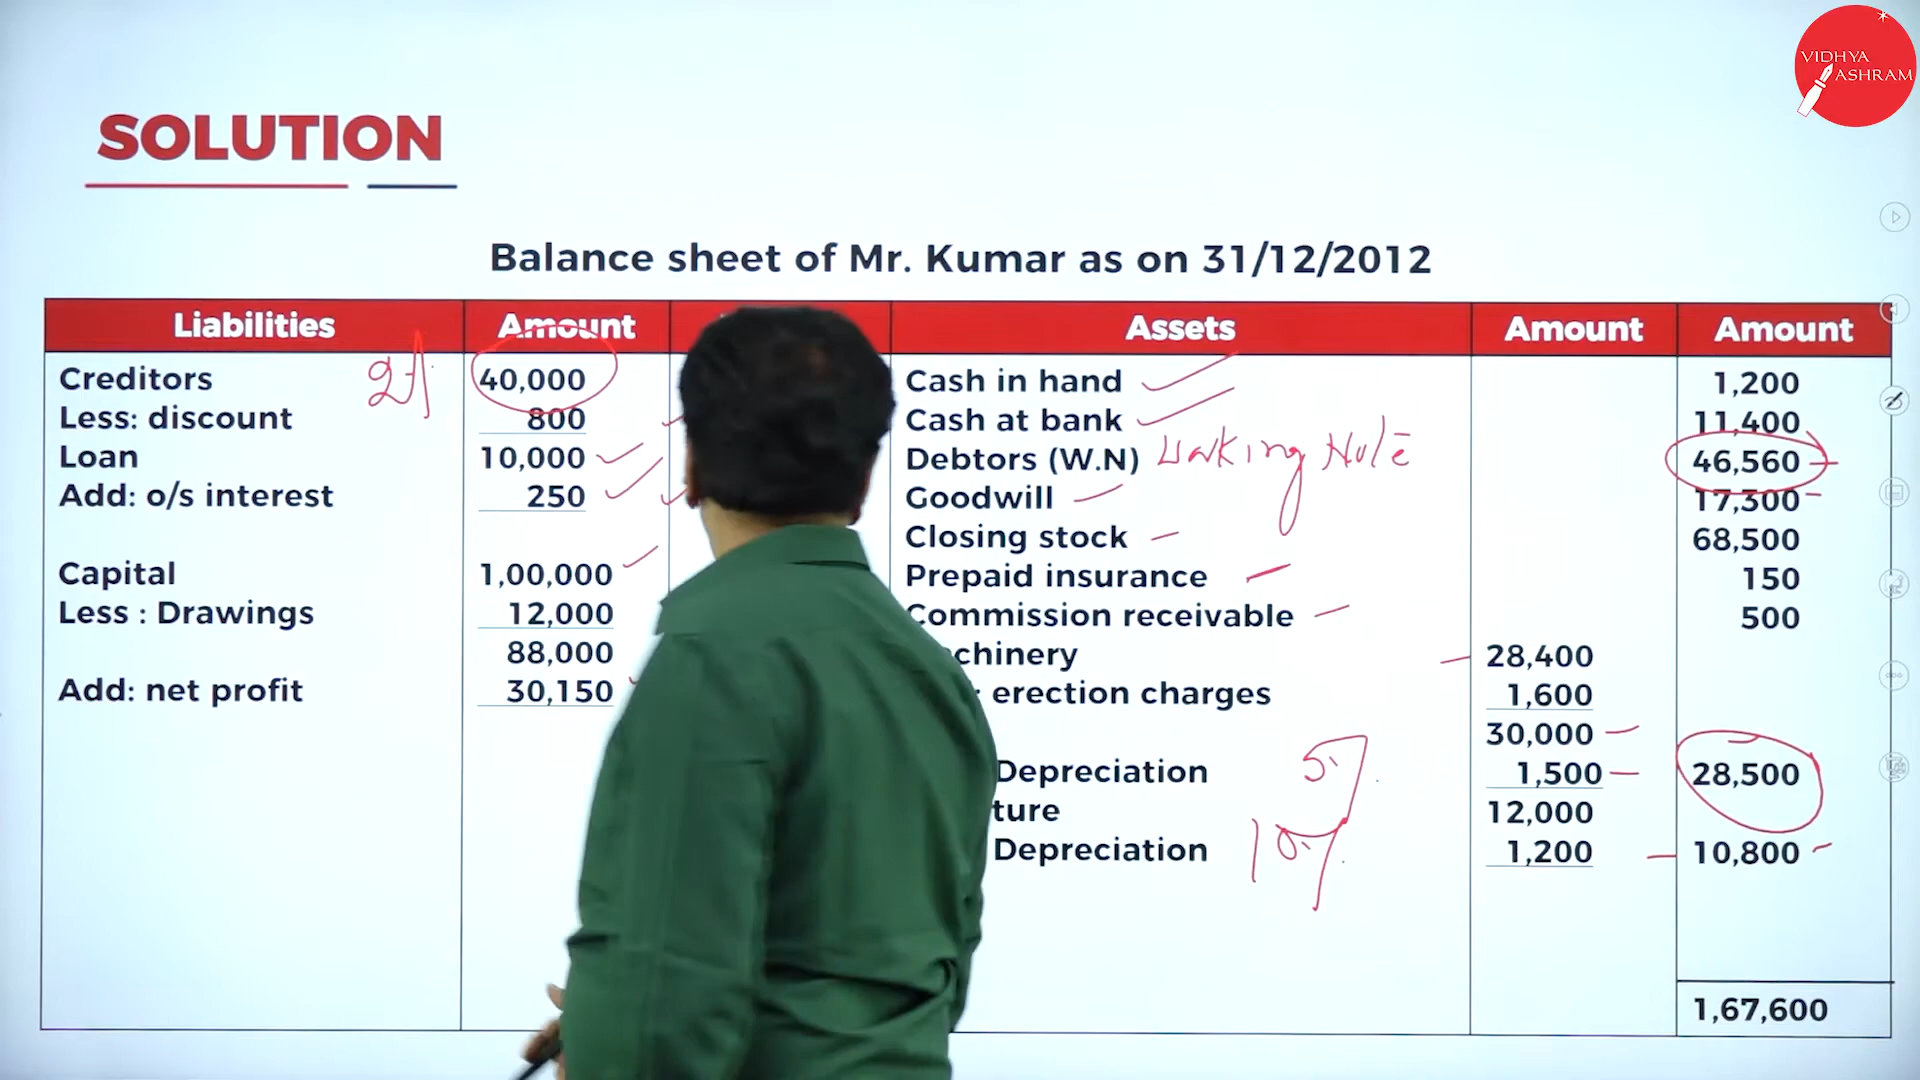 VIDHYA
ASHRAM
SOLUTION
Balance sheet of Mr. Kumar as on 31/12/2012
Liabilities Amount Assets Amount Amount
Creditors 2% 40,000 Cash in hand 1,200
Less: discount 800 Cash at bank 11,400
Loan 10,000 Debtors (W.N) Working Note 46,560
Add: o/s interest 250 Goodwill 17,300
Closing stock 68,500
Capital 1,00,000 Prepaid insurance 150
Less : Drawings 12,000 Commission receivable 500
88,000 chinery 28,400
Add: net profit 30,150 : erection charges 1,600
30,000
Depreciation 5% 1,500 28,500
ture 12,000
Depreciation 10% 1,200 10,800
1,67,600